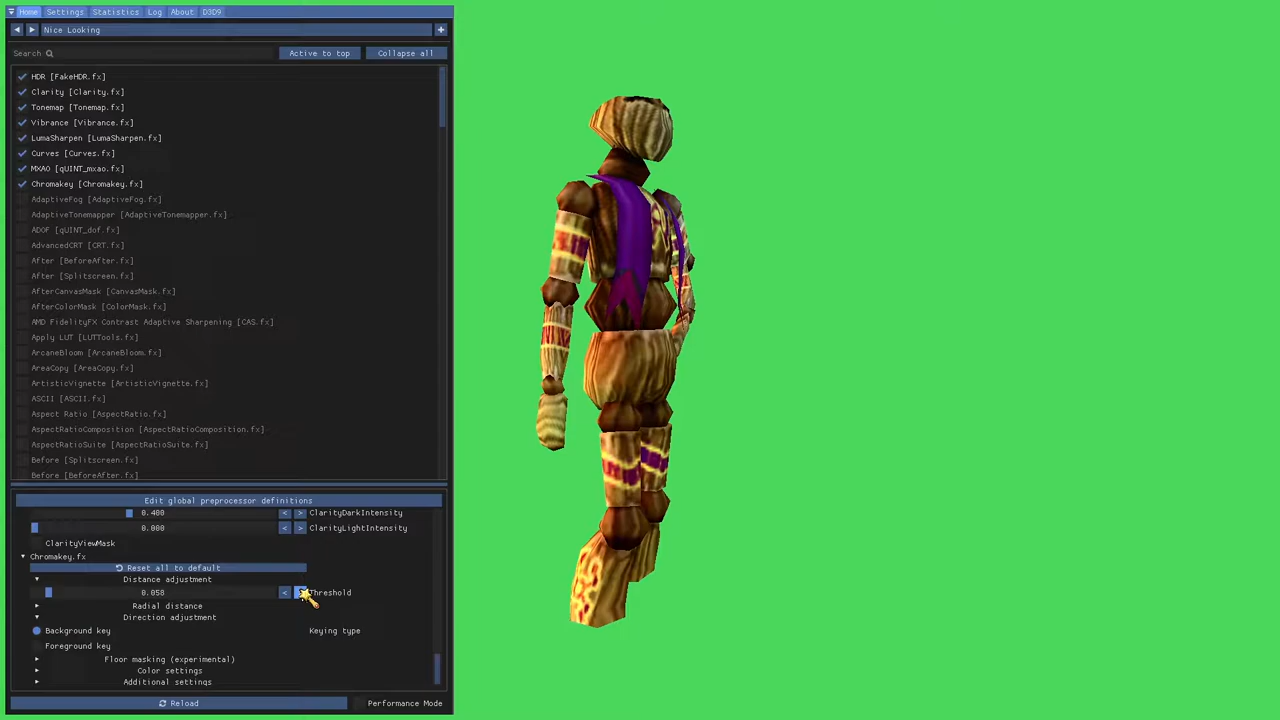 Home Settings Statistics Log About D3D9
Nice Looking +
Search Active to top Collapse all
HDR [FakeHDR.fx]
Clarity [Clarity.fx]
Tonemap [Tonemap.fx]
Vibrance [Vibrance.fx]
LumaSharpen [LumaSharpen.fx]
Curves [Curves.fx]
MXAO [qUINT_mxao.fx]
Chromakey [Chromakey.fx]
AdaptiveFog [AdaptiveFog.fx]
AdaptiveTonemapper [AdaptiveTonemapper.fx]
ADOF [qUINT_dof.fx]
AdvancedCRT [CRT.fx]
After [BeforeAfter.fx]
After [Splitscreen.fx]
AfterCanvasMask [CanvasMask.fx]
AfterColorMask [ColorMask.fx]
AMD FidelityFX Contrast Adaptive Sharpening [CAS.fx]
Apply LUT [LUTTools.fx]
ArcaneBloom [ArcaneBloom.fx]
AreaCopy [AreaCopy.fx]
ArtisticVignette [ArtisticVignette.fx]
ASCII [ASCII.fx]
Aspect Ratio [AspectRatio.fx]
AspectRatioComposition [AspectRatioComposition.fx]
AspectRatioSuite [AspectRatioSuite.fx]
Before [Splitscreen.fx]
Before [BeforeAfter.fx]
Edit global preprocessor definitions
0.400 < > ClarityDarkIntensity
0.000 < > ClarityLightIntensity
ClarityViewMask
Chromakey.fx
Reset all to default
Distance adjustment
0.058 < > Threshold
Radial distance
Direction adjustment
Background key Keying type
Foreground key
Floor masking (experimental)
Color settings
Additional settings
Reload Performance Mode